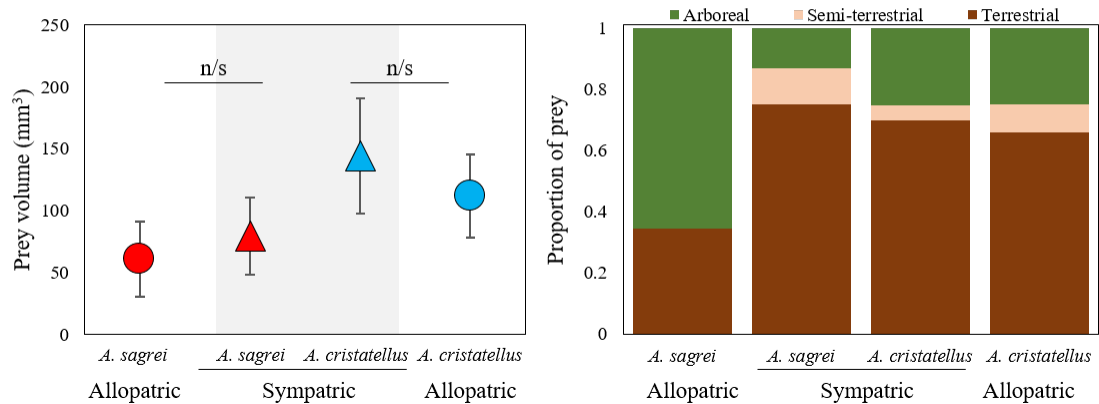 Prey volume (mm³)
250
200
150
100
50
0
n/s
n/s
A. sagrei
A. sagrei
A. cristatellus
A. cristatellus
Allopatric
Sympatric
Allopatric
Arboreal
Semi-terrestrial
Terrestrial
Proportion of prey
1
0.8
0.6
0.4
0.2
0
A. sagrei
A. sagrei
A. cristatellus
A. cristatellus
Allopatric
Sympatric
Allopatric